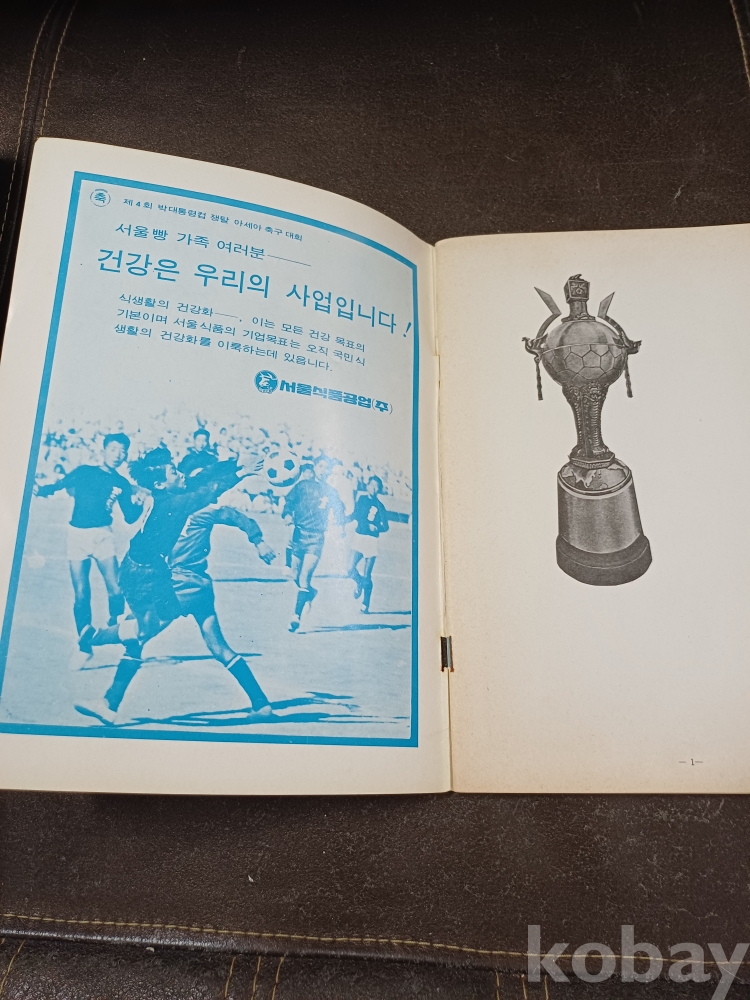 축 제4회 박대통령컵 쟁탈 아세아 축구 대회
서울빵 가족 여러분――
건강은 우리의 사업입니다!
식생활의 건강화――, 이는 모든 건강 목표의
기본이며 서울식품의 기업목표는 오직 국민식
생활의 건강화를 이룩하는데 있읍니다.
서울식품공업(주)
― 1 ―
kobay